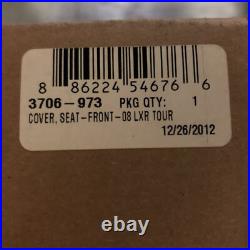 8 86224 54676 6
3706-973 PKG QTY: 1
COVER, SEAT-FRONT-08 LXR TOUR
12/26/2012